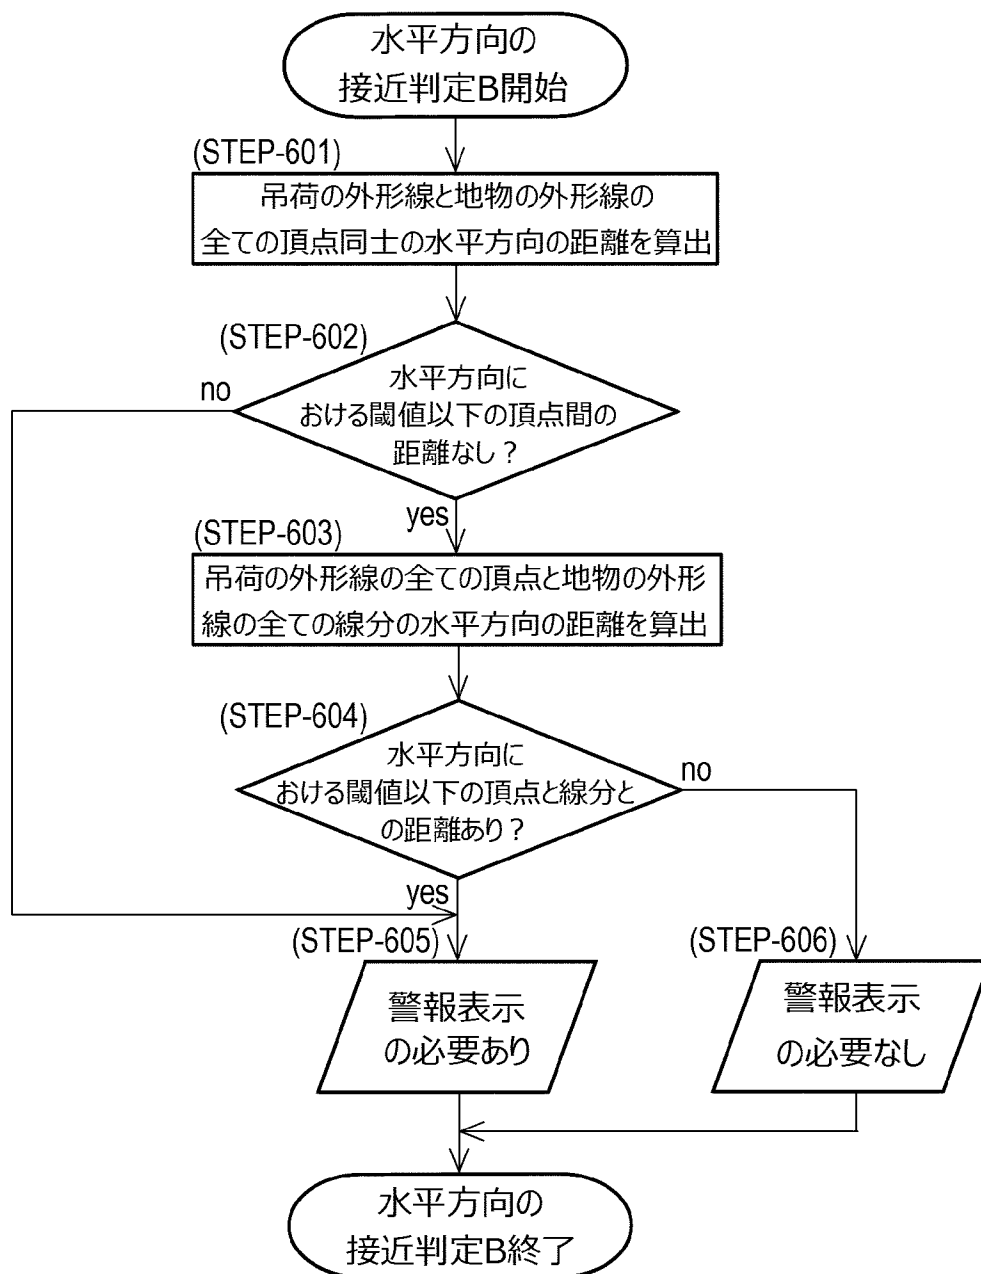 水平方向の
接近判定B開始
(STEP-601)
吊荷の外形線と地物の外形線の
全ての頂点同士の水平方向の距離を算出
(STEP-602)
水平方向に
おける閾値以下の頂点間の
距離なし？
no
yes
(STEP-603)
吊荷の外形線の全ての頂点と地物の外形
線の全ての線分の水平方向の距離を算出
(STEP-604)
水平方向に
おける閾値以下の頂点と線分と
の距離あり？
no
yes
(STEP-605)
警報表示
の必要あり
(STEP-606)
警報表示
の必要なし
水平方向の
接近判定B終了